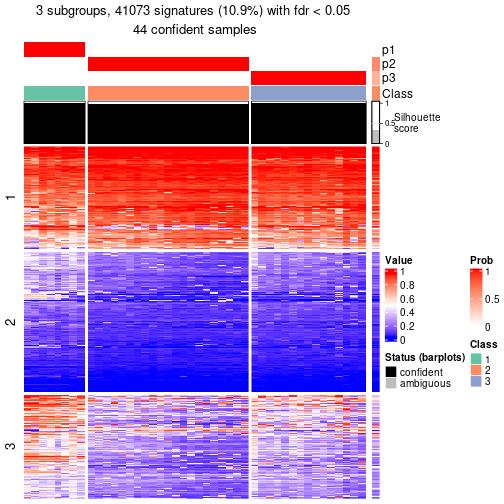 3 subgroups, 41073 signatures (10.9%) with fdr < 0.05
44 confident samples
p1
p2
p3
Class
1
0.5
0
Silhouette
score
1
2
3
Value
1
0.8
0.6
0.4
0.2
0
Status (barplots)
confident
ambiguous
Prob
1
0.5
0
Class
1
2
3